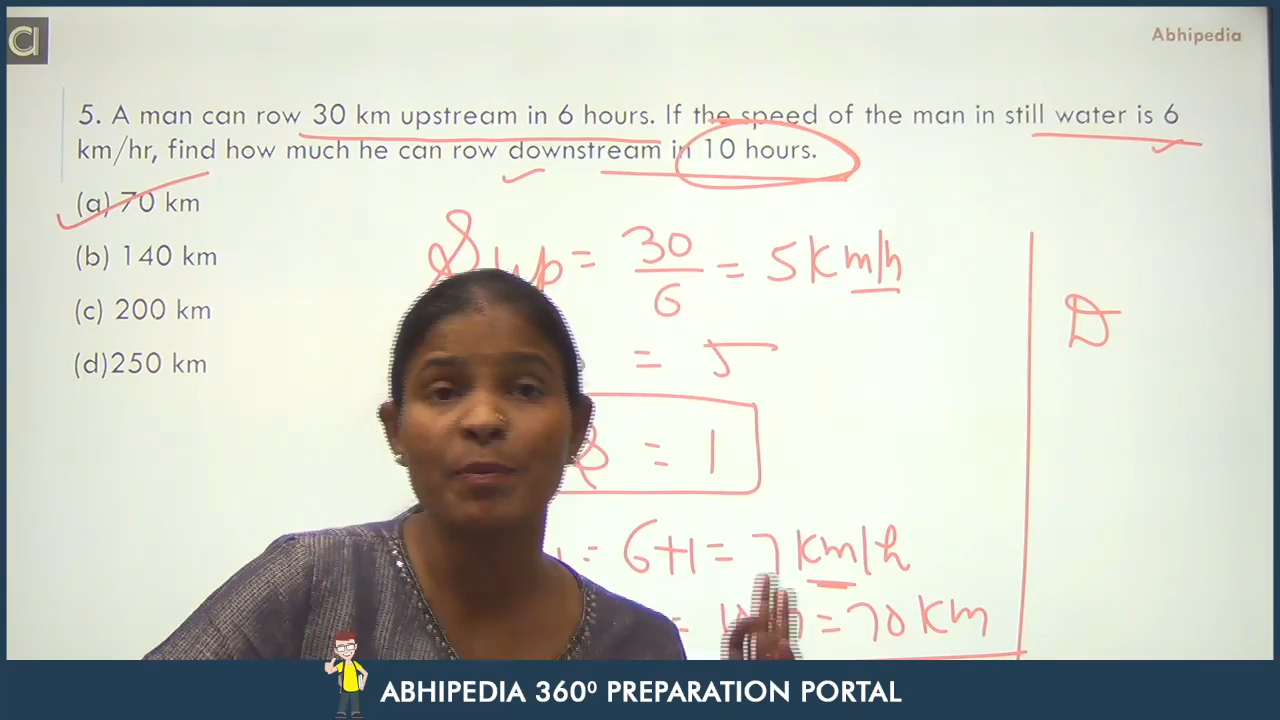 Abhipedia
5. A man can row 30 km upstream in 6 hours. If the speed of the man in still water is 6
km/hr, find how much he can row downstream in 10 hours.
(a) 70 km
(b) 140 km
(c) 200 km
(d)250 km
Sup = 30/6 = 5 Km/h
= 5
= 1
= 6+1 = 7 Km/h
= 70 Km
D
ABHIPEDIA 360⁰ PREPARATION PORTAL